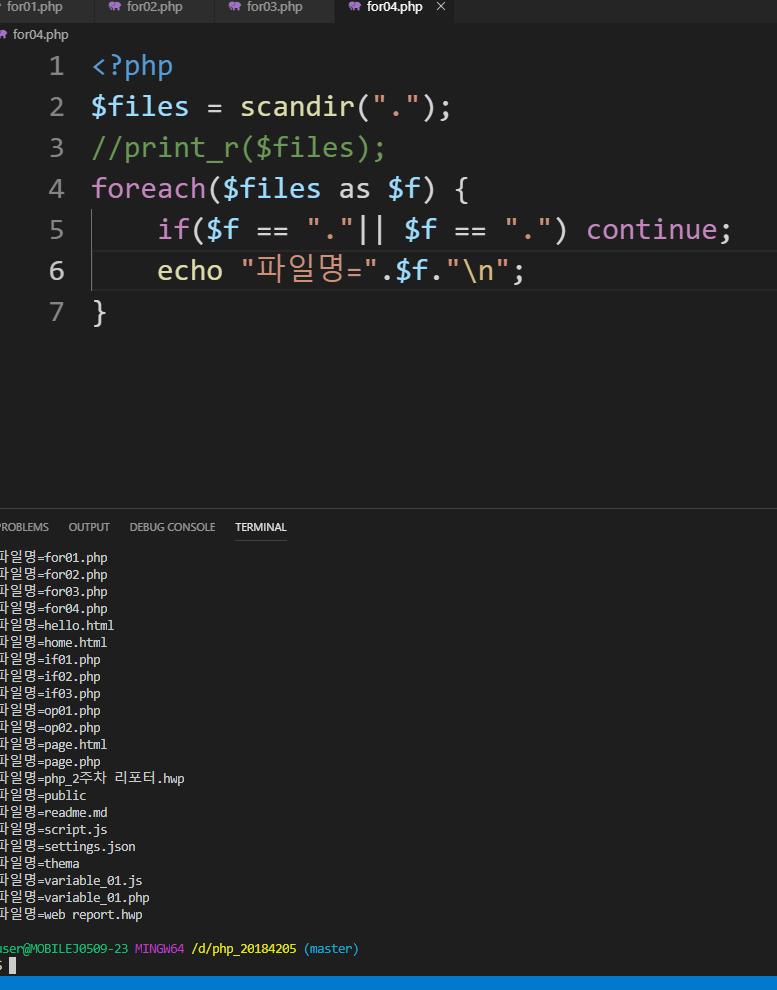 for01.php for02.php for03.php for04.php
for04.php
1 <?php
2 $files = scandir(".");
3 //print_r($files);
4 foreach($files as $f) {
5 if($f == "."|| $f == ".") continue;
6 echo "파일명=".$f."\n";
7 }
PROBLEMS OUTPUT DEBUG CONSOLE TERMINAL
파일명=for01.php
파일명=for02.php
파일명=for03.php
파일명=for04.php
파일명=hello.html
파일명=home.html
파일명=if01.php
파일명=if02.php
파일명=if03.php
파일명=op01.php
파일명=op02.php
파일명=page.html
파일명=page.php
파일명=php_2주차 리포터.hwp
파일명=public
파일명=readme.md
파일명=script.js
파일명=settings.json
파일명=thema
파일명=variable_01.js
파일명=variable_01.php
파일명=web report.hwp
user@MOBILEJ0509-23 MINGW64 /d/php_20184205 (master)
$